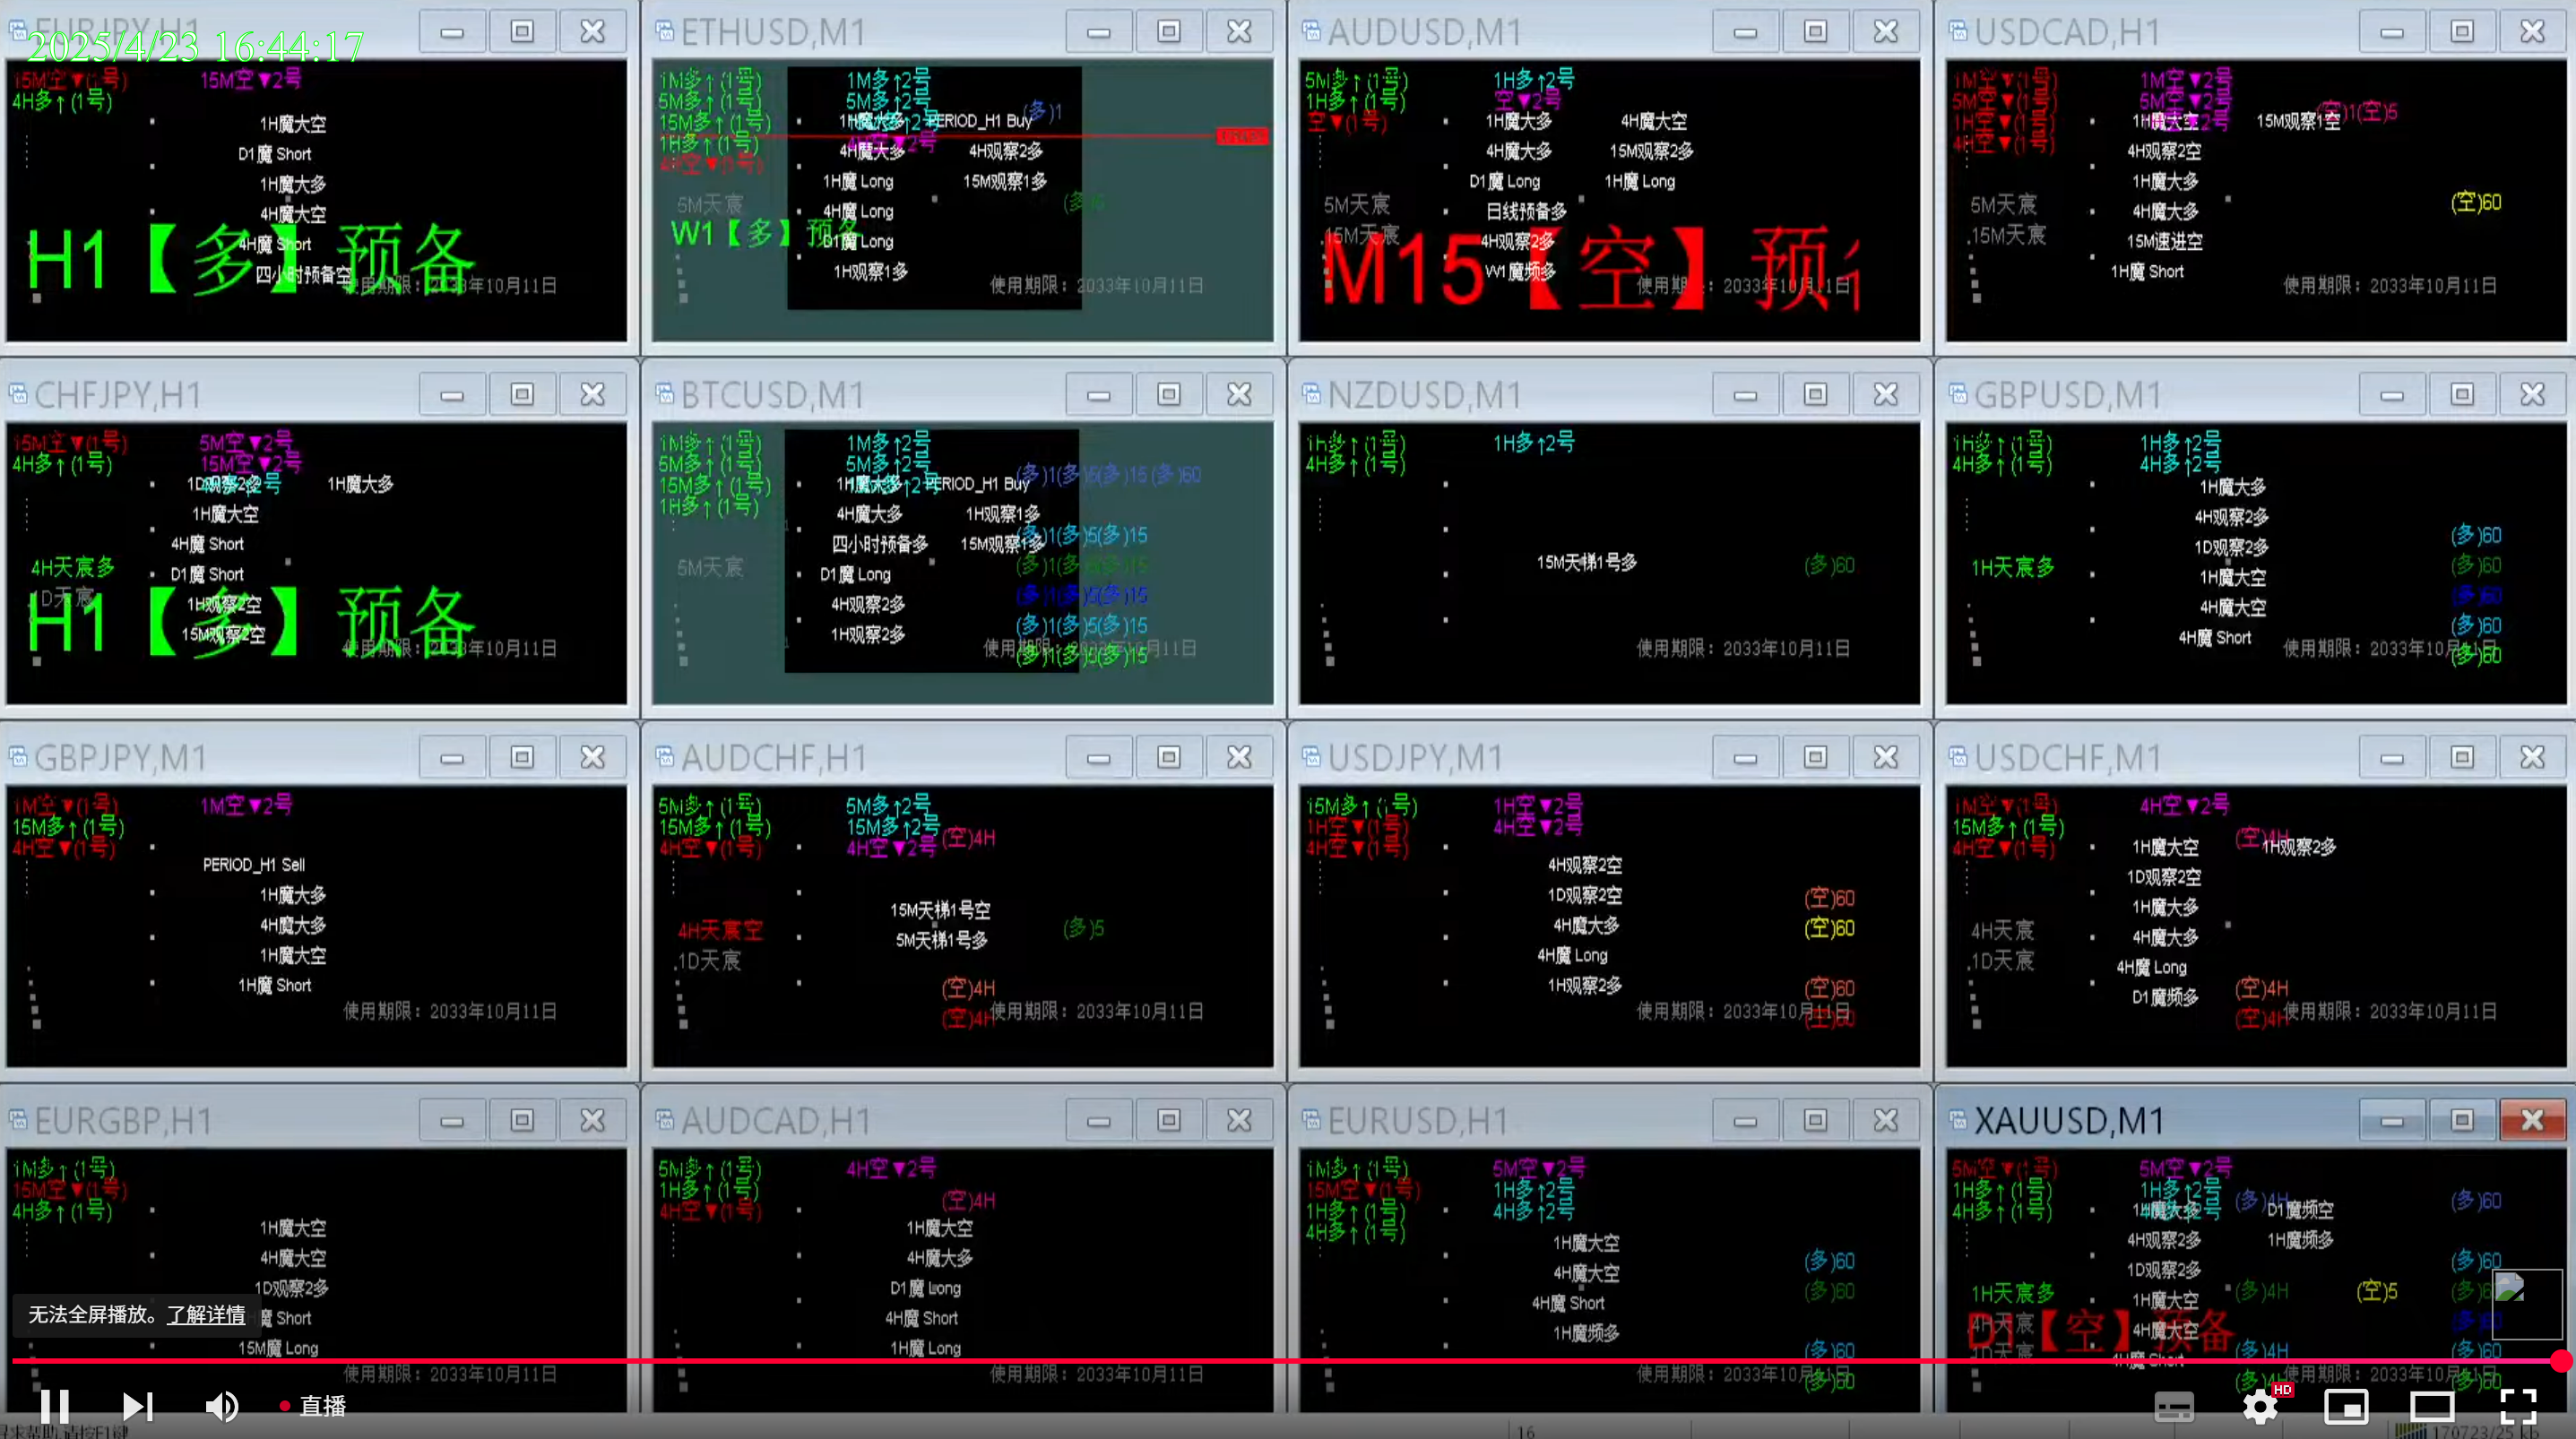 EURJPY,H1
2025/4/23 16:44:17
15M空▼(1号)
15M空▼2号
4H多↑(1号)
1H魔大空
D1魔 Short
1H魔大多
4H魔大空
4H魔 Short
四小时预备空
H1【多】预备
使用期限：2033年10月11日
ETHUSD,M1
1M多↑(1号)
1M多↑2号
5M多↑(1号)
5M多↑2号
15M多↑(1号)
1H魔大多
PERIOD_H1 Buy
(多)1
1H多↑(1号)
4H空▼(1号)
4H魔大多
4H观察2多
1H魔 Long
15M观察1多
5M天宸
4H魔 Long
W1【多】预备
D1魔 Long
1H观察1多
使用期限：2033年10月11日
AUDUSD,M1
5M多↑(1号)
1H多↑2号
1H多↑(1号)
空▼2号
空▼(1号)
1H魔大多
4H魔大空
4H魔大多
15M观察2多
D1魔 Long
1H魔 Long
5M天宸
日线预备多
15M天宸
4H观察2多
W1魔频多
M15【空】预
使用期限：2033年10月11日
USDCAD,H1
1M空▼(1号)
1M空▼2号
5M空▼(1号)
5M空▼2号
1H空▼(1号)
1H魔大空
15M观察1空
(空)1(空)5
4H空▼(1号)
4H观察2空
1H魔大多
5M天宸
4H魔大多
(空)60
15M天宸
15M速进空
1H魔 Short
使用期限：2033年10月11日
CHFJPY,H1
15M空▼(1号)
5M空▼2号
4H多↑(1号)
15M空▼2号
1D观察2多
1H魔大多
1H魔大空
4H魔 Short
4H天宸多
D1魔 Short
1D天宸
1H观察2空
15M观察2空
H1【多】预备
使用期限：2033年10月11日
BTCUSD,M1
1M多↑(1号)
1M多↑2号
5M多↑(1号)
5M多↑2号
15M多↑(1号)
1H魔大多
PERIOD_H1 Buy
(多)1(多)5(多)15(多)60
1H多↑(1号)
4H魔大多
1H观察1多
(多)1(多)5(多)15
四小时预备多
15M观察1多
5M天宸
(多)1(多)5(多)15
D1魔 Long
(多)1(多)5(多)15
4H观察2多
(多)1(多)5(多)15
1H观察2多
(多)1(多)5(多)15
使用期限：2033年10月11日
NZDUSD,M1
1H多↑(1号)
1H多↑2号
4H多↑(1号)
15M天梯1号多
(多)60
使用期限：2033年10月11日
GBPUSD,M1
1H多↑(1号)
1H多↑2号
4H多↑(1号)
4H多↑2号
1H魔大多
4H观察2多
(多)60
1D观察2多
1H天宸多
(多)60
1H魔大空
(多)60
4H魔大空
(多)60
4H魔 Short
(多)60
使用期限：2033年10月11日
GBPJPY,M1
1M空▼(1号)
1M空▼2号
15M多↑(1号)
4H空▼(1号)
PERIOD_H1 Sell
1H魔大多
4H魔大多
1H魔大空
1H魔 Short
使用期限：2033年10月11日
AUDCHF,H1
5M多↑(1号)
5M多↑2号
15M多↑(1号)
15M多↑2号
(空)4H
4H空▼(1号)
4H空▼2号
15M天梯1号空
4H天宸空
5M天梯1号多
(多)5
1D天宸
(空)4H
(空)4H
使用期限：2033年10月11日
USDJPY,M1
15M多↑(1号)
1H空▼2号
1H空▼(1号)
4H空▼2号
4H空▼(1号)
4H观察2空
1D观察2空
(空)60
4H魔大多
(空)60
4H魔 Long
1H观察2多
(空)60
(空)60
使用期限：2033年10月11日
USDCHF,M1
1M空▼(1号)
4H空▼2号
15M多↑(1号)
(空)4H
4H空▼(1号)
1H魔大空
1H观察2多
1D观察2空
1H魔大多
4H天宸
4H魔大多
1D天宸
4H魔 Long
(空)4H
D1魔频多
(空)4H
使用期限：2033年10月11日
EURGBP,H1
1M多↑(1号)
15M空▼(1号)
4H多↑(1号)
1H魔大空
4H魔大空
1D观察2多
魔 Short
15M魔 Long
无法全屏播放。了解详情
使用期限：2033年10月11日
AUDCAD,H1
5M多↑(1号)
4H空▼2号
1H多↑(1号)
(空)4H
4H空▼(1号)
1H魔大空
4H魔大多
D1魔 Long
4H魔 Short
1H魔 Long
使用期限：2033年10月11日
EURUSD,H1
1M多↑(1号)
5M空▼2号
15M空▼(1号)
1H多↑2号
1H多↑(1号)
4H多↑2号
4H多↑(1号)
1H魔大空
(多)60
4H魔大空
(多)60
4H魔 Short
1H魔频多
(多)60
(多)60
使用期限：2033年10月11日
XAUUSD,M1
5M空▼(1号)
5M空▼2号
1H多↑(1号)
1H多↑2号
(多)4H
(多)60
4H多↑(1号)
1H魔大多
D1魔频空
4H观察2多
1H魔频多
1D观察2多
(多)60
1H天宸多
1H魔大空
(多)4H
(空)5
4H天宸
4H魔大空
D1【空】预备
1D天宸
4H魔 Short
(多)4H
(多)60
(多)60
使用期限：2033年10月11日
直播
HD
16
170723/25 kb